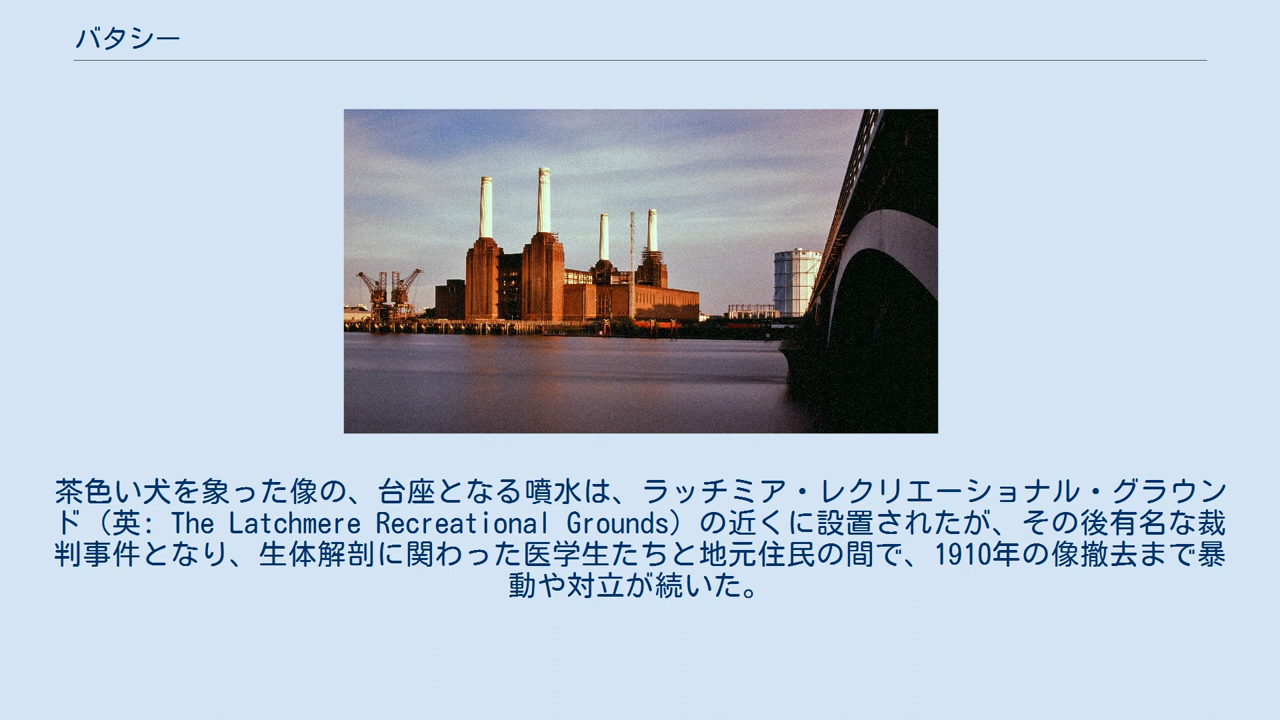 バタシー
茶色い犬を象った像の、台座となる噴水は、ラッチミア・レクリエーショナル・グラウン
ド（英: The Latchmere Recreational Grounds）の近くに設置されたが、その後有名な裁
判事件となり、生体解剖に関わった医学生たちと地元住民の間で、1910年の像撤去まで暴
動や対立が続いた。